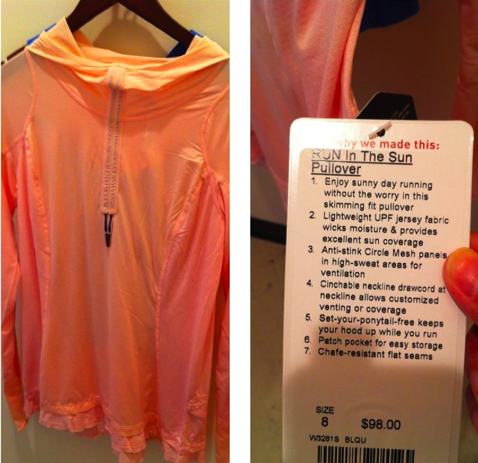 why we made this:
RUN In The Sun
Pullover
1. Enjoy sunny day running
without the worry in this
skimming fit pullover
2. Lightweight UPF jersey fabric
wicks moisture & provides
excellent sun coverage
3. Anti-stink Circle Mesh panels
in high-sweat areas for
ventilation
4. Cinchable neckline drawcord at
neckline allows customized
venting or coverage
5. Set-your-ponytail-free keeps
your hood up while you run
6. Patch pocket for easy storage
7. Chafe-resistant flat seams
SIZE
8 $98.00
W3281S BLQU